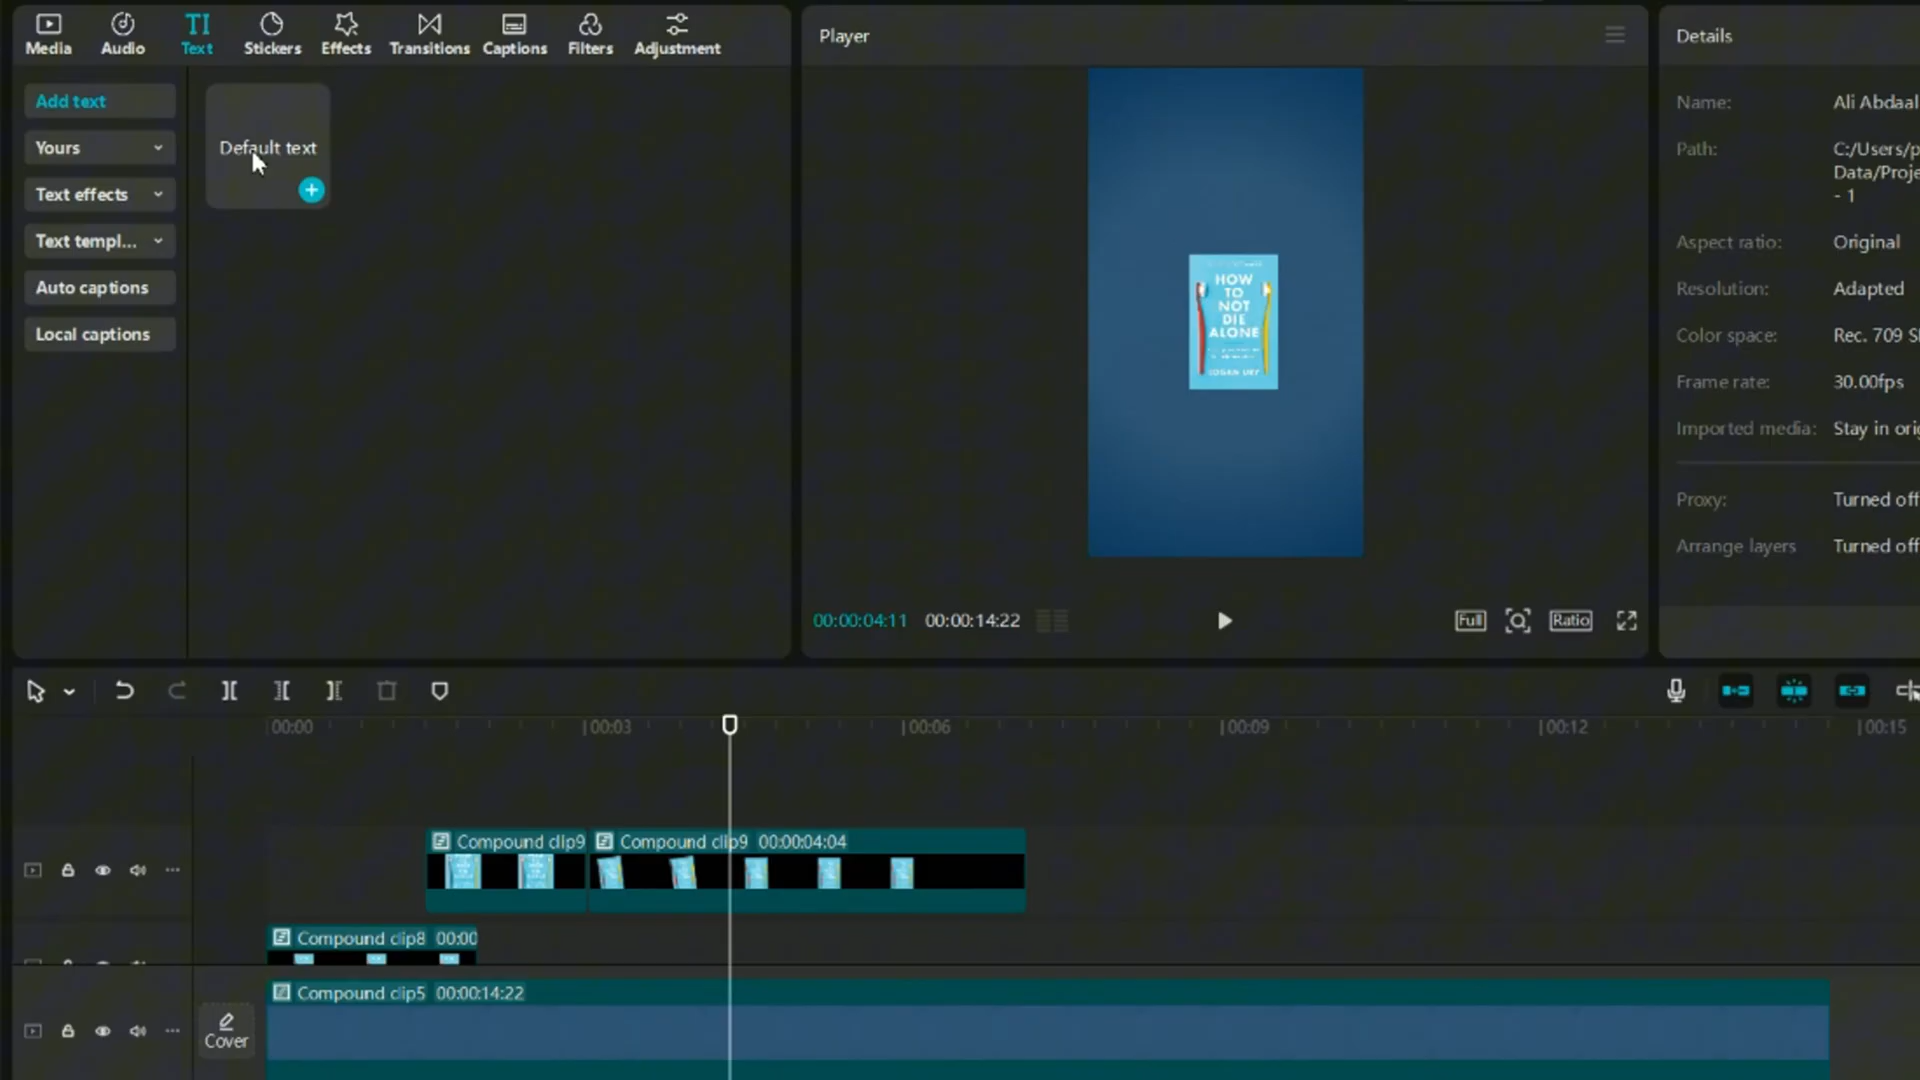 Media Audio TI Text Stickers Effects Transitions Captions Filters Adjustment
Add text
Yours
Text effects
Text templ...
Auto captions
Local captions
Default text
Player
HOW
TO
NOT
DIE
ALONE
LOGAN URY
00:00:04:11 00:00:14:22
Full Ratio
Details
Name: Ali Abdaal
Path: C:/Users/p
Data/Proje
- 1
Aspect ratio: Original
Resolution: Adapted
Color space: Rec. 709 S
Frame rate: 30.00fps
Imported media: Stay in orig
Proxy: Turned off
Arrange layers Turned off
00:00 00:03 00:06 00:09 00:12 00:15
Compound clip9 Compound clip9 00:00:04:04
Compound clip8 00:00
Compound clip5 00:00:14:22
Cover